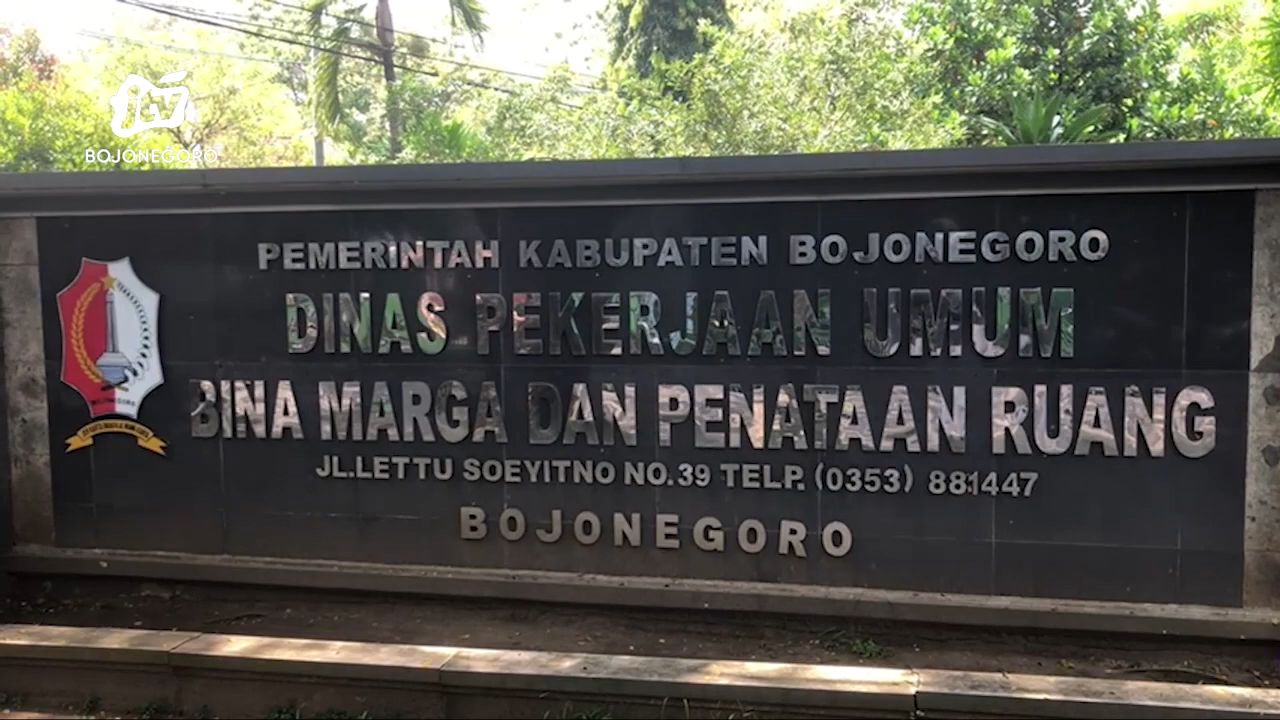 jtv
BOJONEGORO
PEMERINTAH KABUPATEN BOJONEGORO
DINAS PEKERJAAN UMUM
BINA MARGA DAN PENATAAN RUANG
JL.LETTU SOEYITNO NO.39 TELP. (0353) 881447
BOJONEGORO